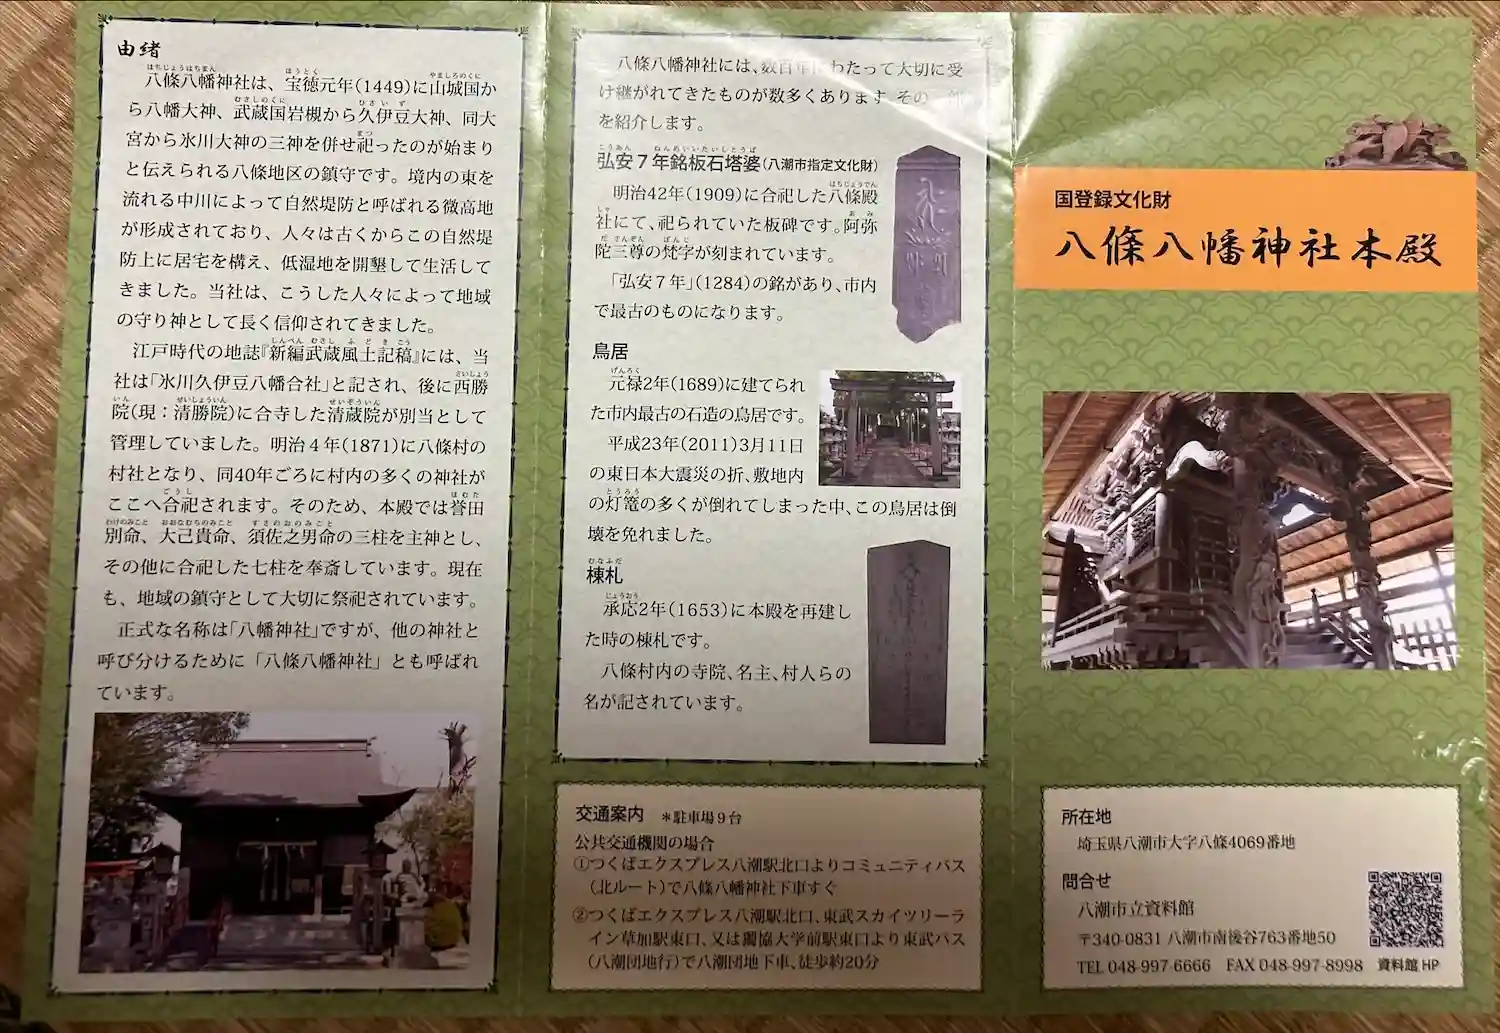 由緒
八條八幡神社は、宝徳元年(1449)に山城国か
ら八幡大神、武蔵国岩槻から久伊豆大神、同大
宮から氷川大神の三神を併せ祀ったのが始まり
と伝えられる八條地区の鎮守です。境内の東を
流れる中川によって自然堤防と呼ばれる微高地
が形成されており、人々は古くからこの自然堤
防上に居宅を構え、低湿地を開墾して生活して
きました。当社は、こうした人々によって地域
の守り神として長く信仰されてきました。
江戸時代の地誌『新編武蔵風土記稿』には、当
社は「氷川久伊豆八幡合社」と記され、後に西勝
院(現：清勝院)に合寺した清蔵院が別当として
管理していました。明治４年(1871)に八條村の
村社となり、同40年ごろに村内の多くの神社が
ここへ合祀されます。そのため、本殿では誉田
別命、大己貴命、須佐之男命の三柱を主神とし、
その他に合祀した七柱を奉斎しています。現在
も、地域の鎮守として大切に祭祀されています。
正式な名称は「八幡神社」ですが、他の神社と
呼び分けるために「八條八幡神社」とも呼ばれ
ています。
八條八幡神社には、数百年にわたって大切に受
け継がれてきたものが数多くあります。その一部
を紹介します。
弘安７年銘板石塔婆(八潮市指定文化財)
明治42年(1909)に合祀した八條殿
社にて、祀られていた板碑です。阿弥
陀三尊の梵字が刻まれています。
「弘安７年」(1284)の銘があり、市内
で最古のものになります。
鳥居
元禄2年(1689)に建てられ
た市内最古の石造の鳥居です。
平成23年(2011)3月11日
の東日本大震災の折、敷地内
の灯篭の多くが倒れてしまった中、この鳥居は倒
壊を免れました。
棟札
承応2年(1653)に本殿を再建し
た時の棟札です。
八條村内の寺院、名主、村人らの
名が記されています。
交通案内 ＊駐車場９台
公共交通機関の場合
①つくばエクスプレス八潮駅北口よりコミュニティバス
(北ルート)で八條八幡神社下車すぐ
②つくばエクスプレス八潮駅北口、東武スカイツリーラ
イン草加駅東口、又は獨協大学前駅東口より東武バス
(八潮団地行)で八潮団地下車、徒歩約20分
国登録文化財
八條八幡神社本殿
所在地
埼玉県八潮市大字八條4069番地
問合せ
八潮市立資料館
〒340-0831 八潮市南後谷763番地50
TEL 048-997-6666 FAX 048-997-8998 資料館 HP